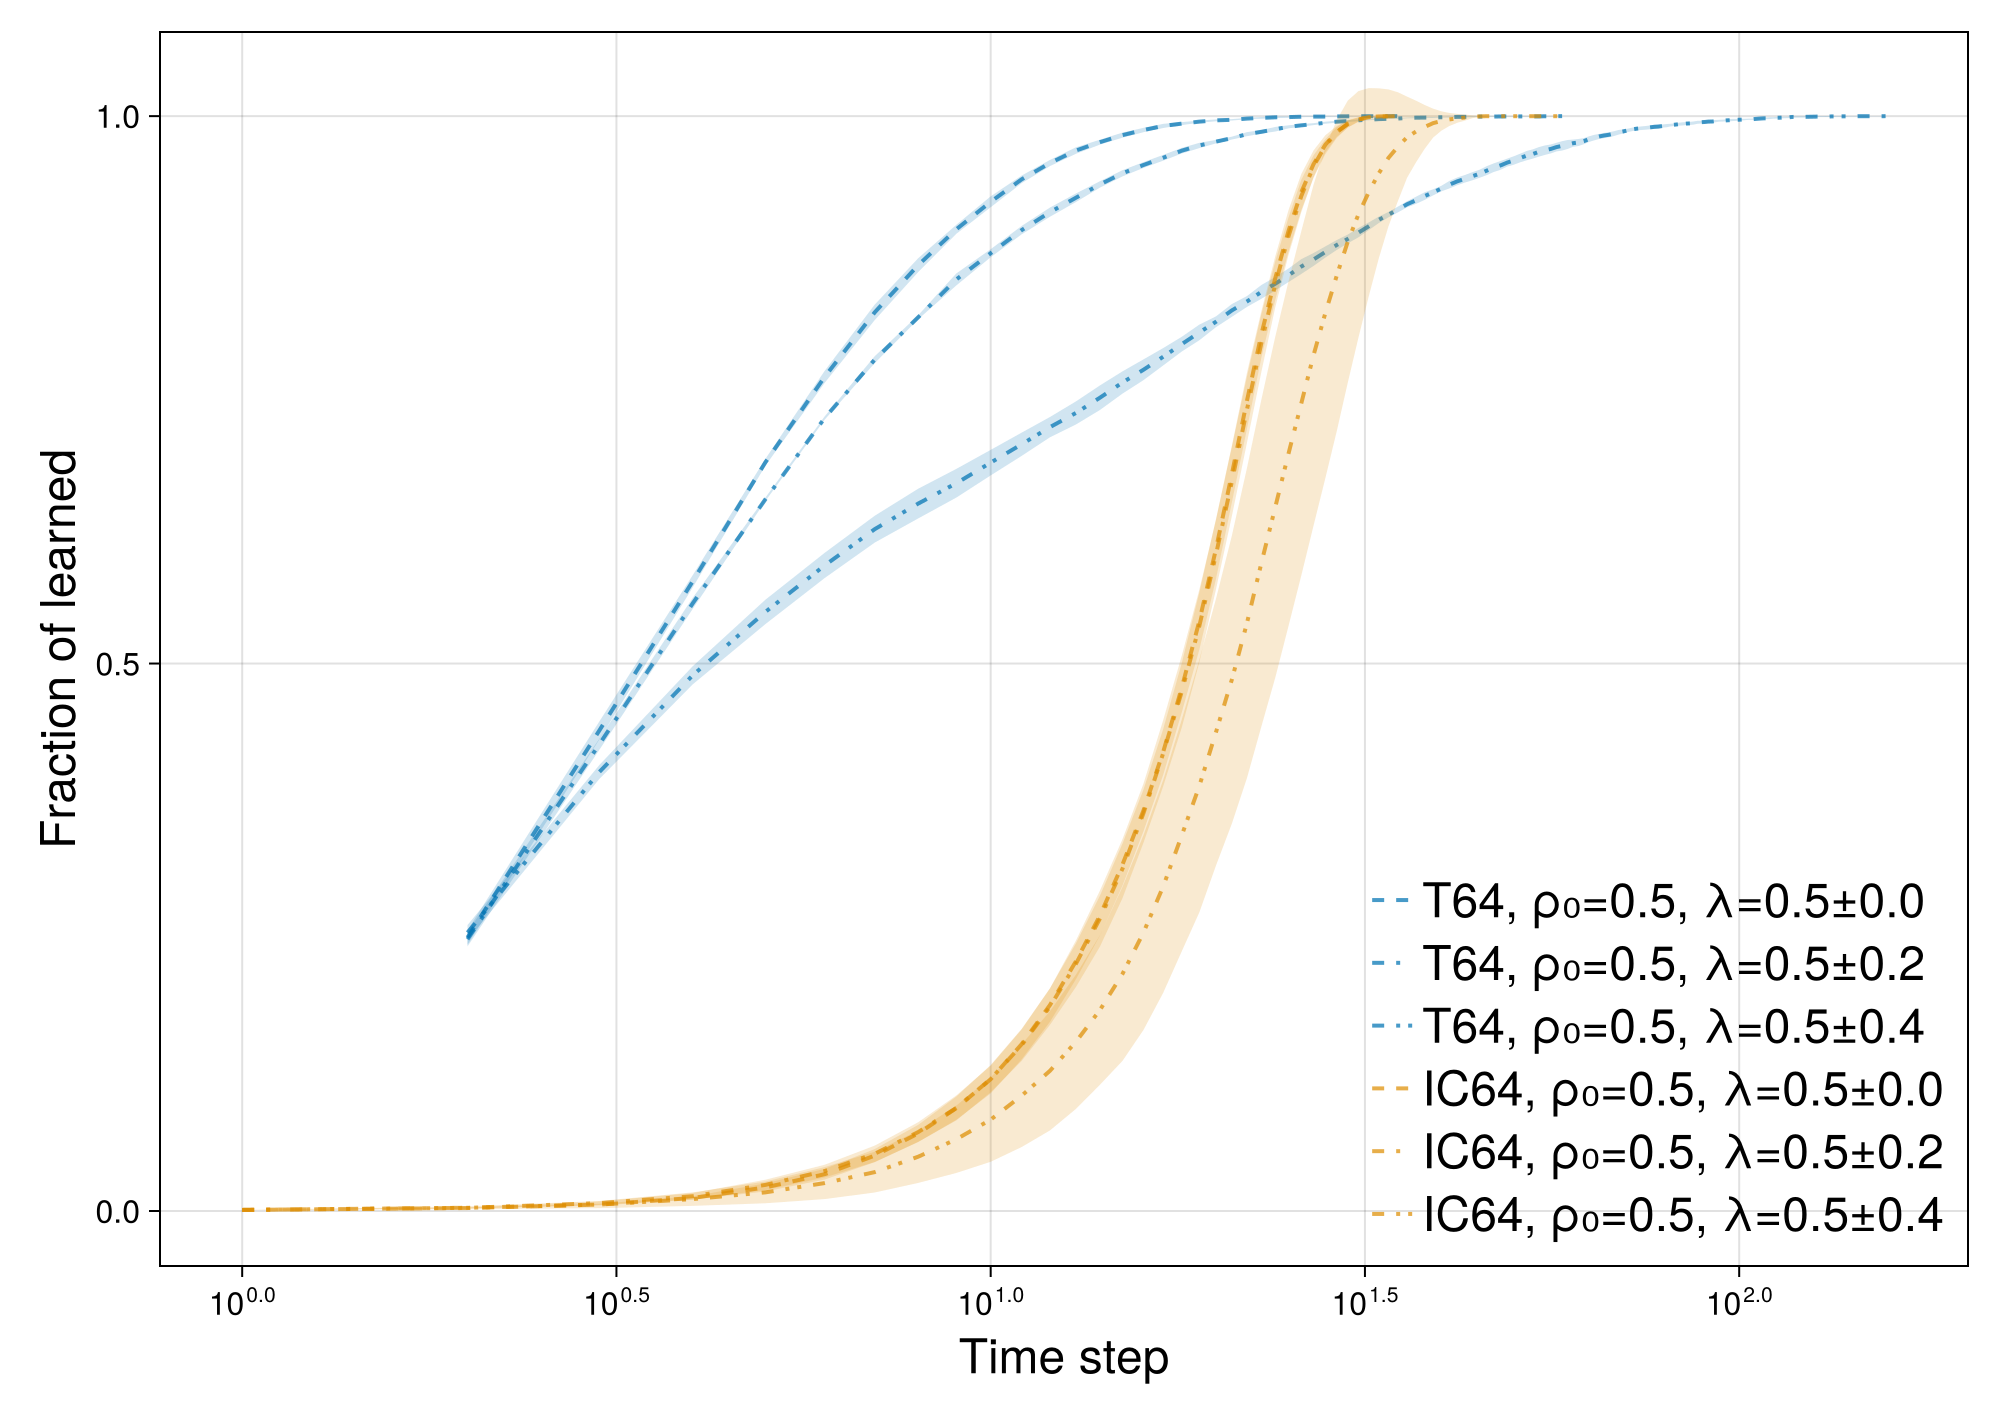 1.0
0.5
0.0
Fraction of learned
T64, ρ₀=0.5, λ=0.5±0.0
T64, ρ₀=0.5, λ=0.5±0.2
T64, ρ₀=0.5, λ=0.5±0.4
IC64, ρ₀=0.5, λ=0.5±0.0
IC64, ρ₀=0.5, λ=0.5±0.2
IC64, ρ₀=0.5, λ=0.5±0.4
10^0.0 10^0.5 10^1.0 10^1.5 10^2.0
Time step